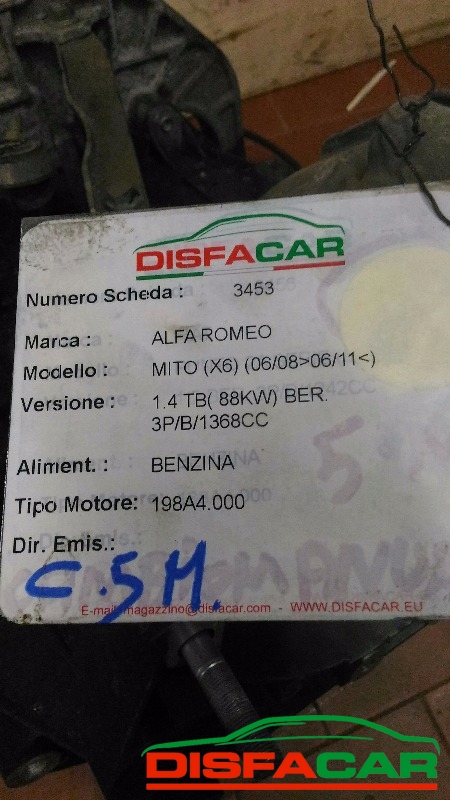 DISFACAR
Numero Scheda : 3453
Marca : ALFA ROMEO
Modello : MITO (X6) (06/08>06/11<)
Versione : 1.4 TB( 88KW) BER.
3P/B/1368CC
Aliment. : BENZINA
Tipo Motore: 198A4.000
Dir. Emis.:
C.5M.
E-mail: magazzino@disfacar.com - WWW.DISFACAR.EU
DISFACAR